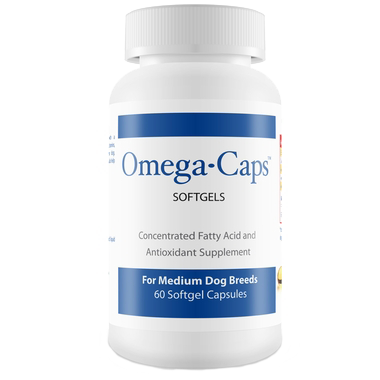 Omega•Caps™
SOFTGELS
Concentrated Fatty Acid and
Antioxidant Supplement
For Medium Dog Breeds
60 Softgel Capsules